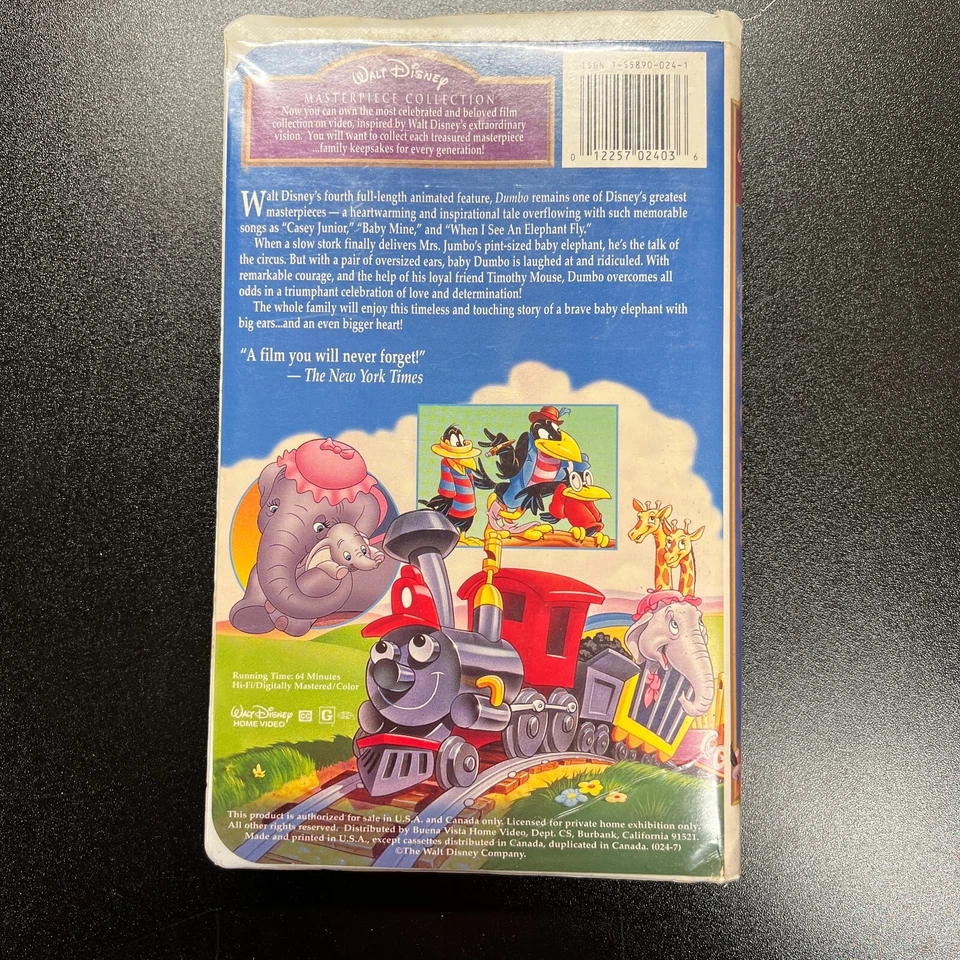 WALT DISNEY
MASTERPIECE COLLECTION
Now you can own the most celebrated and beloved film
collection on video, inspired by Walt Disney's extraordinary
vision. You will want to collect each treasured masterpiece
...family keepsakes for every generation!
ISBN 1-55890-024-1
0 12257 02403 6
Walt Disney's fourth full-length animated feature, Dumbo remains one of Disney's greatest
masterpieces — a heartwarming and inspirational tale overflowing with such memorable
songs as "Casey Junior," "Baby Mine," and "When I See An Elephant Fly."
When a slow stork finally delivers Mrs. Jumbo's pint-sized baby elephant, he's the talk of
the circus. But with a pair of oversized ears, baby Dumbo is laughed at and ridiculed. With
remarkable courage, and the help of his loyal friend Timothy Mouse, Dumbo overcomes all
odds in a triumphant celebration of love and determination!
The whole family will enjoy this timeless and touching story of a brave baby elephant with
big ears...and an even bigger heart!
"A film you will never forget!"
— The New York Times
Running Time: 64 Minutes
Hi-Fi/Digitally Mastered/Color
WALT DISNEY
HOME VIDEO
CC
G
This product is authorized for sale in U.S.A. and Canada only. Licensed for private home exhibition only.
All other rights reserved. Distributed by Buena Vista Home Video, Dept. CS, Burbank, California 91521.
Made and printed in U.S.A., except cassettes distributed in Canada, duplicated in Canada. (024-7)
©The Walt Disney Company.